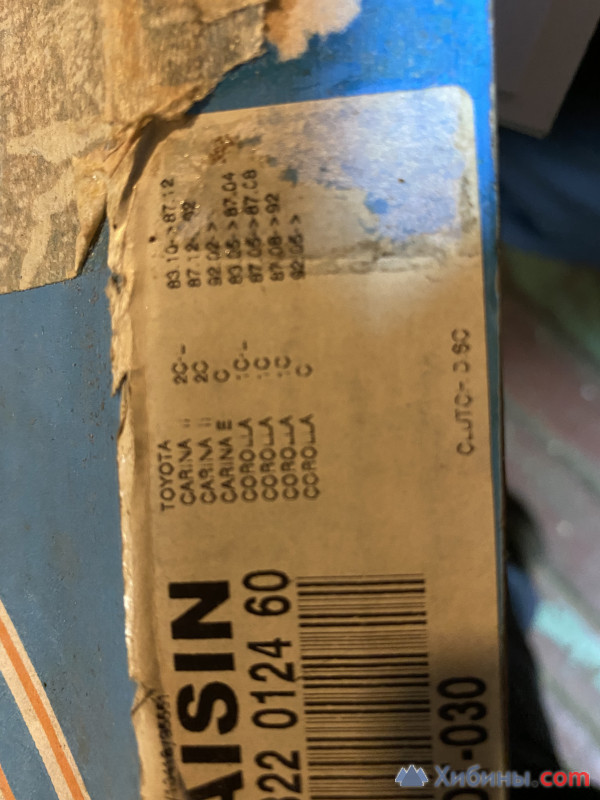 TOYOTA
CARINA II 2C-L 83.10->87.12
CARINA II 2C 87.12 92
CARINA E C 92.02->
COROLLA 1C-L 83.05->87.04
COROLLA 1C 87.05->87.08
COROLLA 1C 87.08->92
COROLLA C 92.05->
CLUTCH DISC
AISIN
322 0124 60
-030
Хибины.com